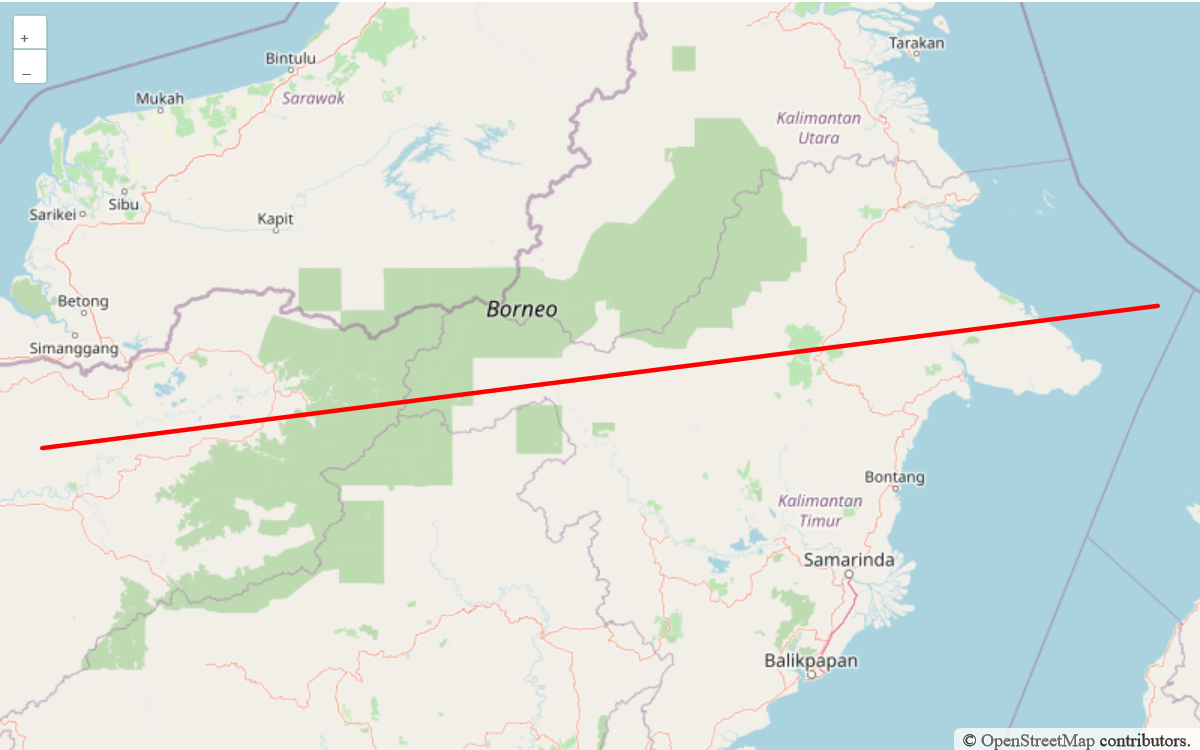 +
–
Tarakan
Bintulu
Mukah
Sarawak
Kalimantan
Utara
Sibu
Sarikei
Kapit
Betong
Borneo
Simanggang
Bontang
Kalimantan
Timur
Samarinda
Balikpapan
© OpenStreetMap contributors.